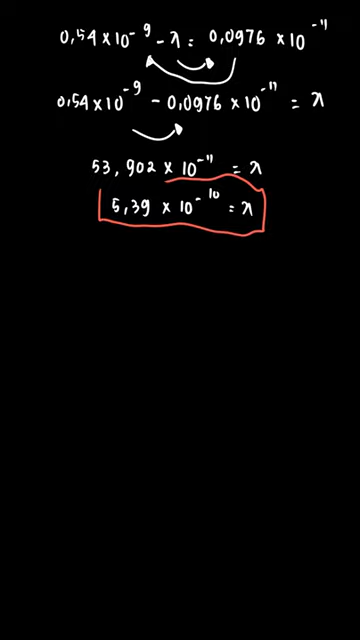 0,54 × 10⁻⁹ - λ = 0,0976 × 10⁻¹¹
0,54 × 10⁻⁹ - 0,0976 × 10⁻¹¹ = λ
53,902 × 10⁻¹¹ = λ
5,39 × 10⁻¹⁰ = λ